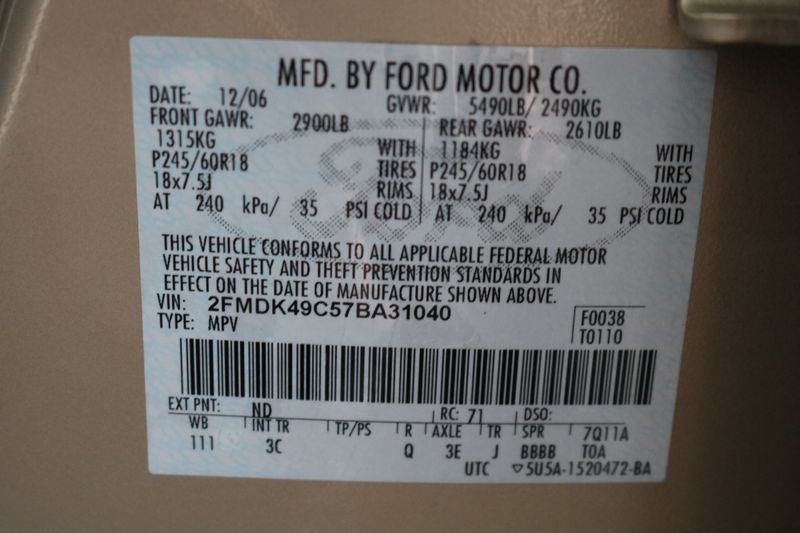 MFD. BY FORD MOTOR CO.
DATE: 12/06 GVWR: 5490LB/ 2490KG
FRONT GAWR: 2900LB REAR GAWR: 2610LB
1315KG WITH 1184KG WITH
P245/60R18 TIRES P245/60R18 TIRES
18x7.5J RIMS 18x7.5J RIMS
AT 240 kPa/ 35 PSI COLD AT 240 kPa/ 35 PSI COLD
Ford
THIS VEHICLE CONFORMS TO ALL APPLICABLE FEDERAL MOTOR
VEHICLE SAFETY AND THEFT PREVENTION STANDARDS IN
EFFECT ON THE DATE OF MANUFACTURE SHOWN ABOVE.
VIN: 2FMDK49C57BA31040 F0038
TYPE: MPV T0110
EXT PNT: ND RC: 71 DSO:
WB INT TR TP/PS R AXLE TR SPR 7Q11A
111 3C Q 3E J BBBB TOA
UTC ▽5U5A-1520472-BA